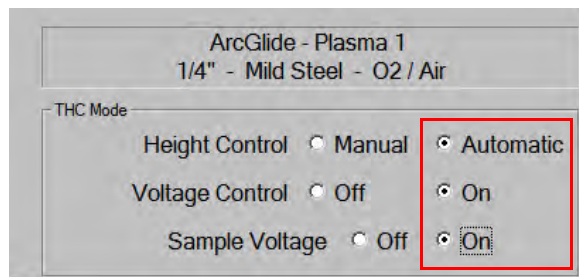 ArcGlide - Plasma 1
1/4" - Mild Steel - O2 / Air
THC Mode
Height Control Manual Automatic
Voltage Control Off On
Sample Voltage Off On